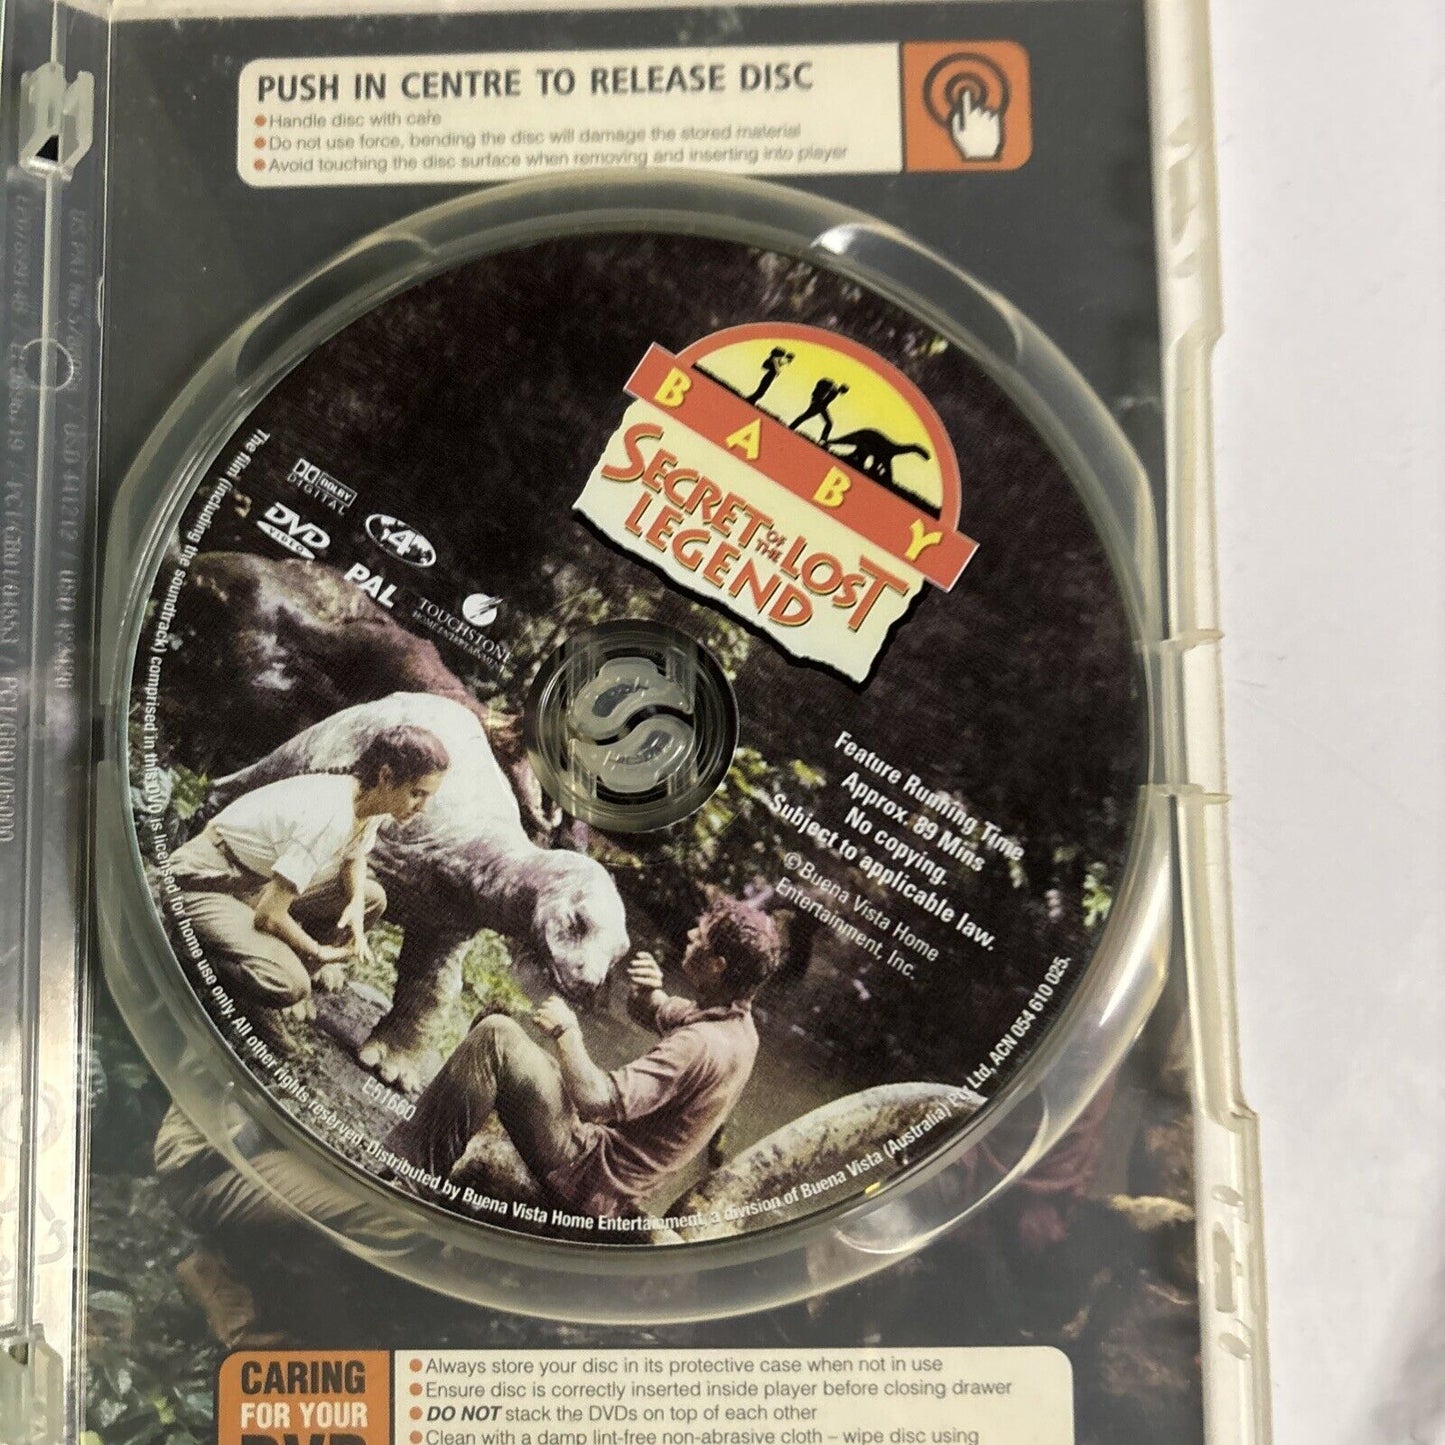 PUSH IN CENTRE TO RELEASE DISC
Handle disc with care
Do not use force, bending the disc will damage the stored material
Avoid touching the disc surface when removing and inserting into player
BABY
SECRET OF THE LOST
LEGEND
DOLBY
DIGITAL
DVD
VIDEO
4
PAL
TOUCHSTONE
HOME ENTERTAINMENT
Feature Running Time
Approx. 89 Mins
No copying.
Subject to applicable law.
©Buena Vista Home
Entertainment, Inc.
E51660
The film (including the soundtrack) comprised in this DVD is licensed for home use only. All other rights reserved. Distributed by Buena Vista Home Entertainment, a division of Buena Vista (Australia) Pty Ltd, ACN 054 610 025.
CARING
FOR YOUR
DVD
Always store your disc in its protective case when not in use
Ensure disc is correctly inserted inside player before closing drawer
DO NOT stack the DVDs on top of each other
Clean with a damp lint-free non-abrasive cloth – wipe disc using